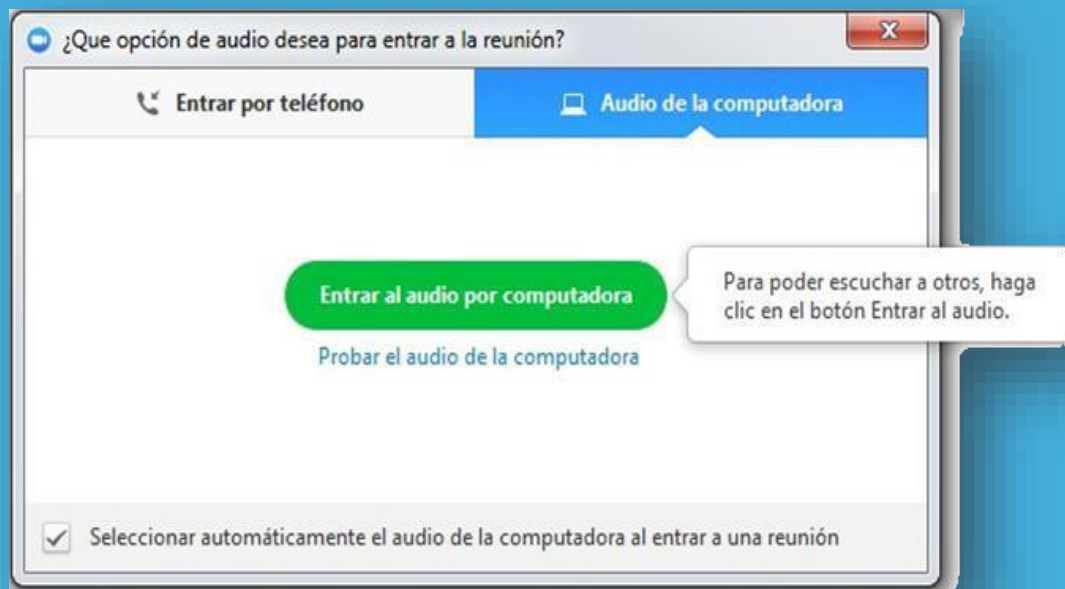 ¿Que opción de audio desea para entrar a la reunión?
Entrar por teléfono
Audio de la computadora
Entrar al audio por computadora
Para poder escuchar a otros, haga
clic en el botón Entrar al audio.
Probar el audio de la computadora
Seleccionar automáticamente el audio de la computadora al entrar a una reunión